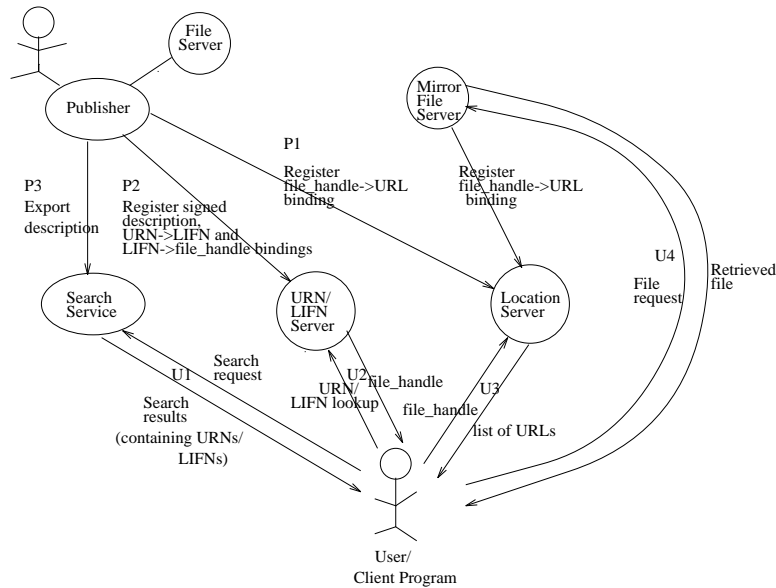 File
Server
Publisher
Mirror
File
Server
P1
Register
file_handle->URL
binding
Register
file_handle->URL
binding
P3
Export
description
P2
Register signed
description,
URN->LIFN and
LIFN->file_handle bindings
U4
File
request
Retrieved
file
Search
Service
URN/
LIFN
Server
Location
Server
U1
Search
request
Search
results
(containing URNs/
LIFNs)
U2
file_handle
URN/
LIFN lookup
U3
file_handle
list of URLs
User/
Client Program